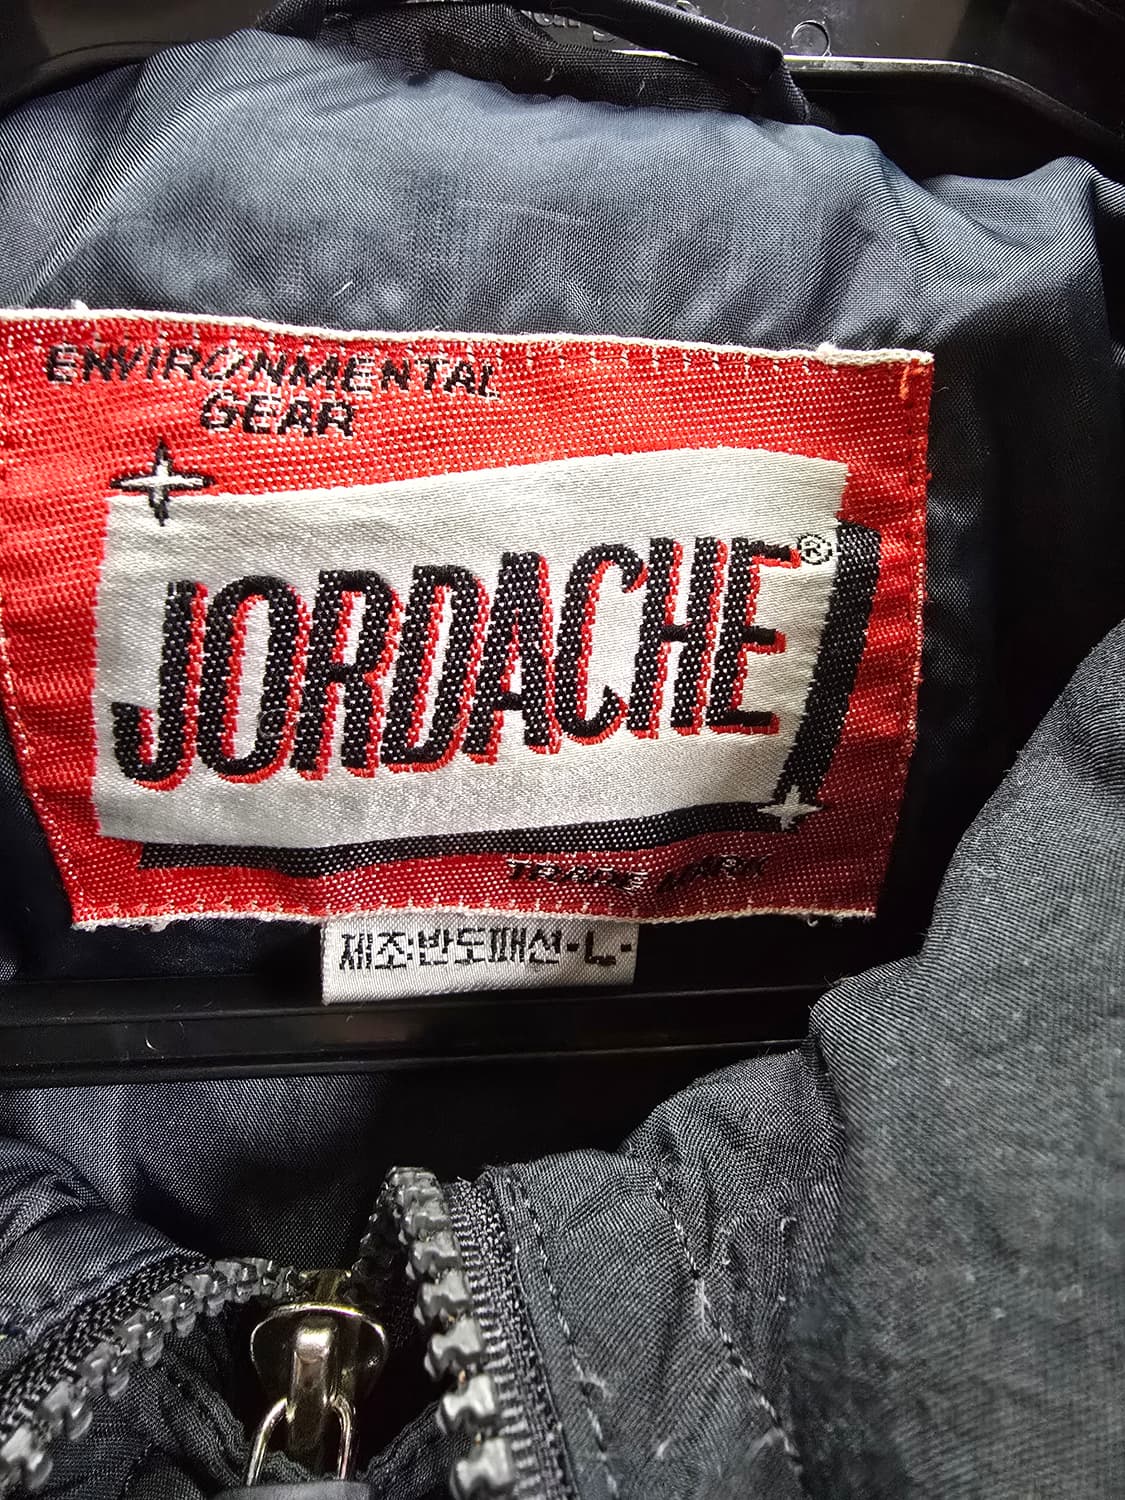 ENVIRONMENTAL
GEAR
JORDACHE®
TRADE MARK
제조·반도패션·L·